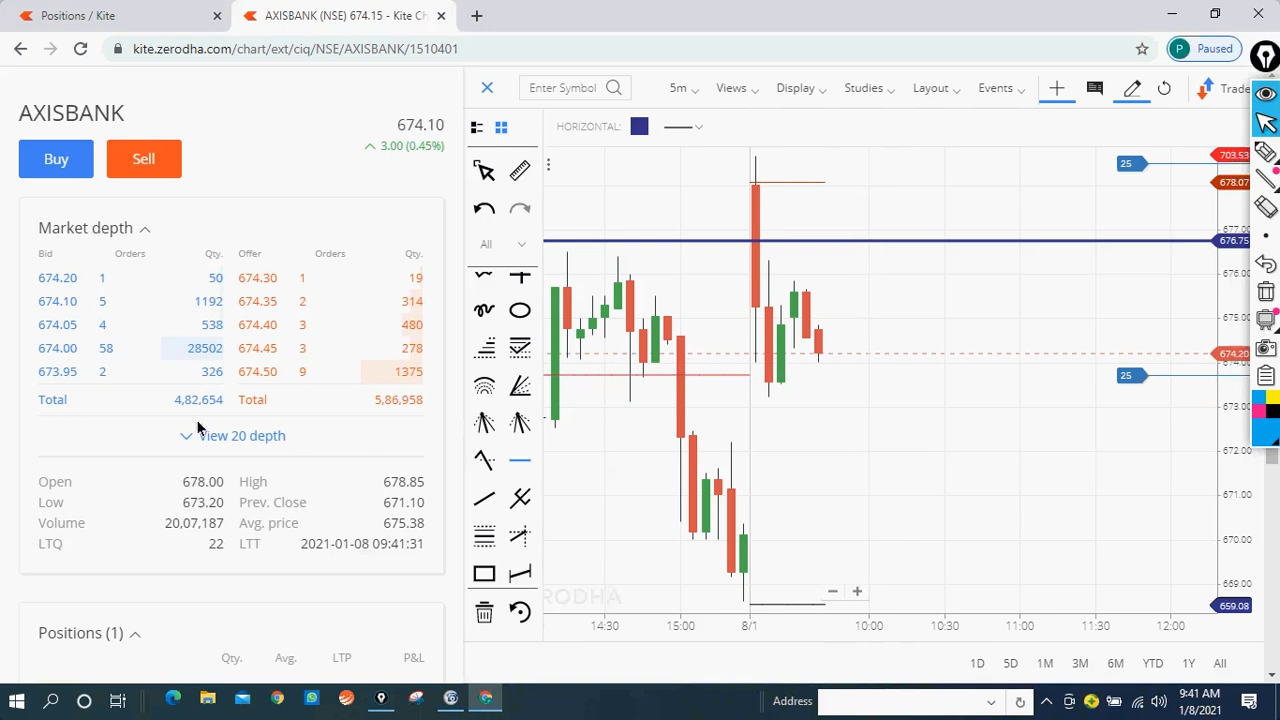 Positions / Kite
AXISBANK (NSE) 674.15 - Kite Ch
kite.zerodha.com/chart/ext/ciq/NSE/AXISBANK/1510401
P Paused
AXISBANK
674.10
3.00 (0.45%)
Buy Sell
Enter Symbol 5m Views Display Studies Layout Events Trade
HORIZONTAL:
All
Market depth
Bid Orders Qty. Offer Orders Qty.
674.20 1 50 674.30 1 19
674.10 5 1192 674.35 2 314
674.05 4 538 674.40 3 480
674.00 58 28502 674.45 3 278
673.95 2 326 674.50 9 1375
Total 4,82,654 Total 5,86,958
View 20 depth
Open 678.00 High 678.85
Low 673.20 Prev. Close 671.10
Volume 20,07,187 Avg. price 675.38
LTQ 22 LTT 2021-01-08 09:41:31
Positions (1)
Qty. Avg. LTP P&L
25
703.53
678.07
677.00
676.75
676.00
675.00
674.20
25
673.00
672.00
671.00
670.00
669.00
659.08
ERODHA
14:30 15:00 8/1 10:00 10:30 11:00 11:30 12:00
1D 5D 1M 3M 6M YTD 1Y All
Address
9:41 AM
1/8/2021